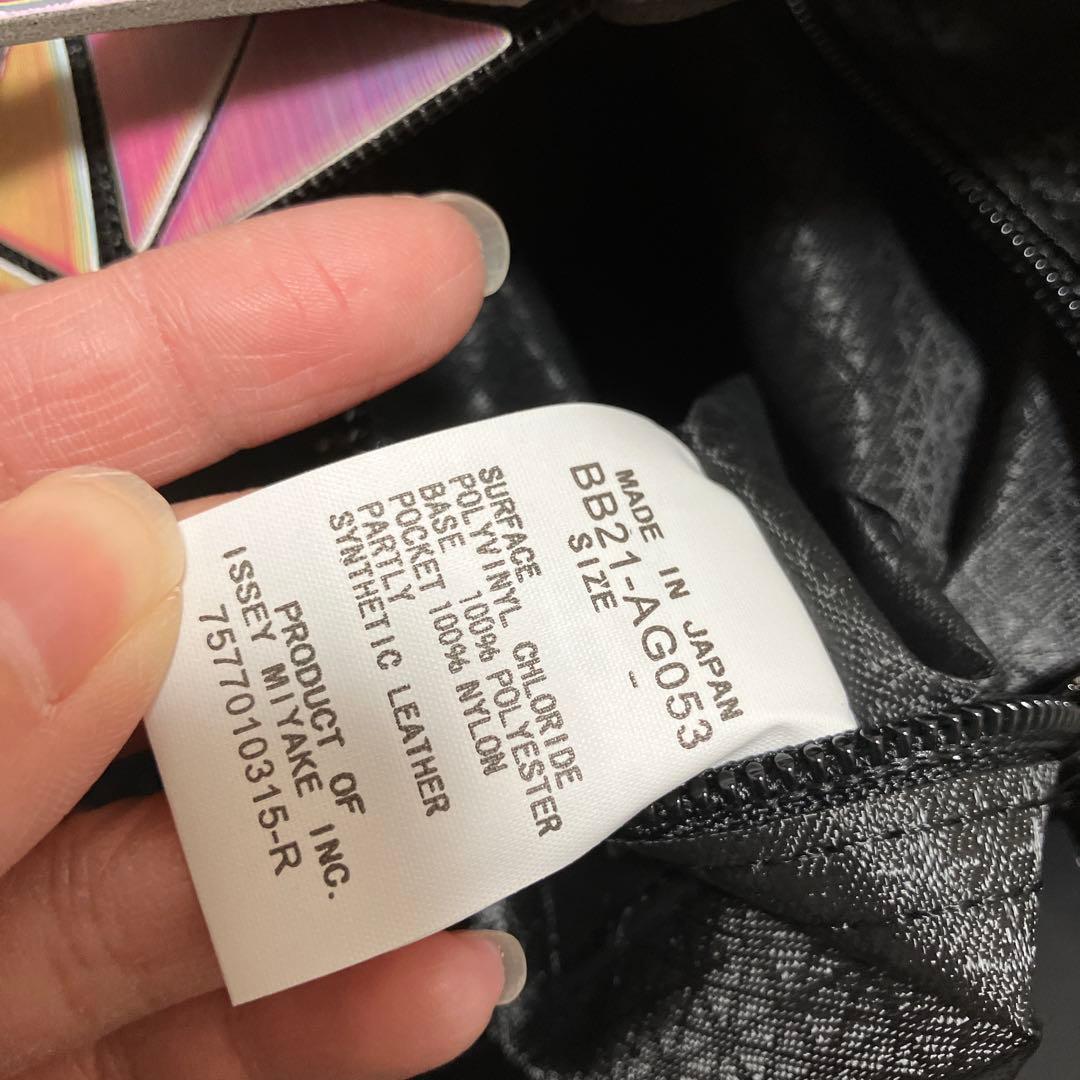 MADE IN JAPAN
BB21-AG053
SIZE -
SURFACE
POLYVINYL CHLORIDE
BASE 100% POLYESTER
POCKET 100% NYLON
PARTLY
SYNTHETIC LEATHER
PRODUCT OF
ISSEY MIYAKE INC.
7577010315-R